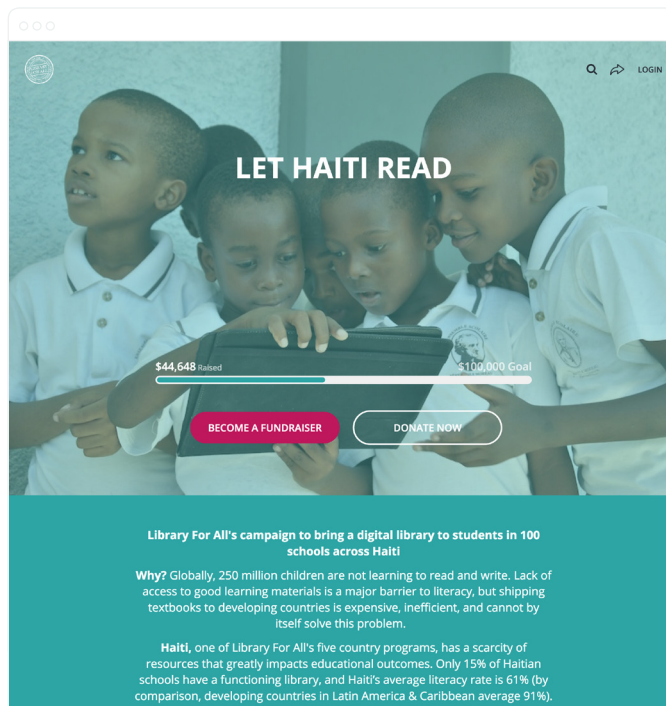 LOGIN
LET HAITI READ
$44,648 Raised
$100,000 Goal
BECOME A FUNDRAISER
DONATE NOW
Library For All's campaign to bring a digital library to students in 100
schools across Haiti
Why? Globally, 250 million children are not learning to read and write. Lack of
access to good learning materials is a major barrier to literacy, but shipping
textbooks to developing countries is expensive, inefficient, and cannot by
itself solve this problem.
Haiti, one of Library For All's five country programs, has a scarcity of
resources that greatly impacts educational outcomes. Only 15% of Haitian
schools have a functioning library, and Haiti's average literacy rate is 61% (by
comparison, developing countries in Latin America & Caribbean average 91%).